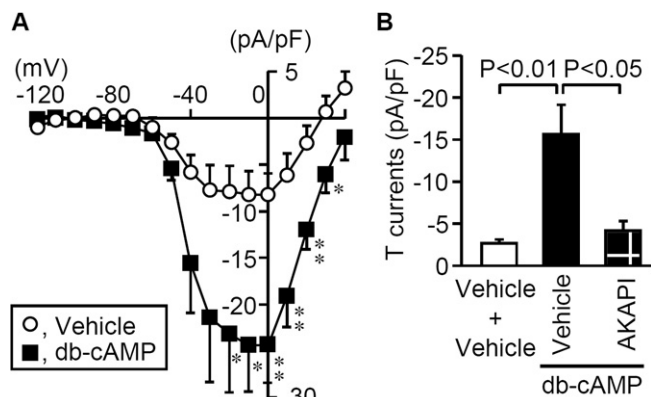 A
(pA/pF)
(mV)
5
-120
-80
-40
0
-10
-15
-20
30
*
**
**
*
*
**
, Vehicle
, db-cAMP
B
T currents (pA/pF)
-25
-20
-15
-10
-5
0
P<0.01
P<0.05
Vehicle
+
Vehicle
Vehicle
AKAPI
db-cAMP